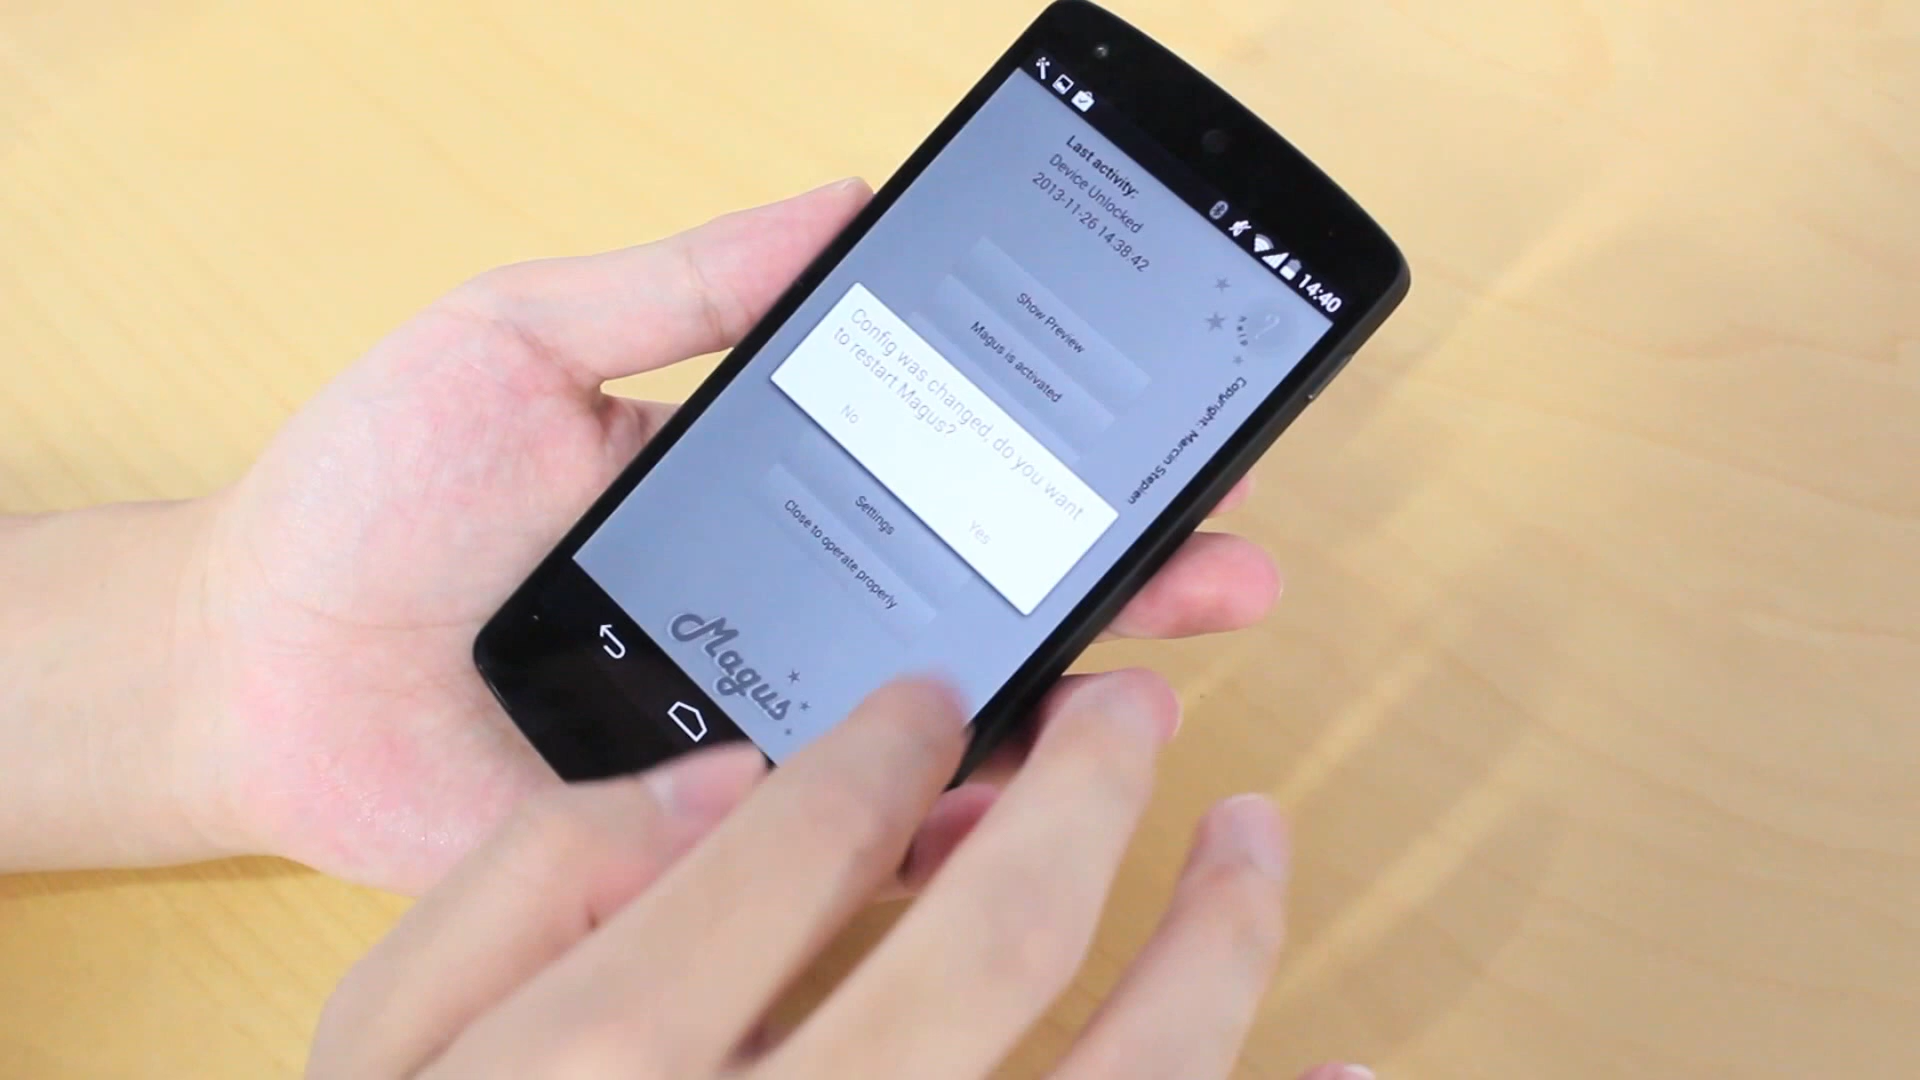 14:40
Last activity:
Device Unlocked
2013-11-26 14:38:42
Show Preview
Magus is activated
Config was changed, do you want
to restart Magus?
No
Yes
Settings
Close to operate properly
Magus
Help
Copyright: Marcin Stepien